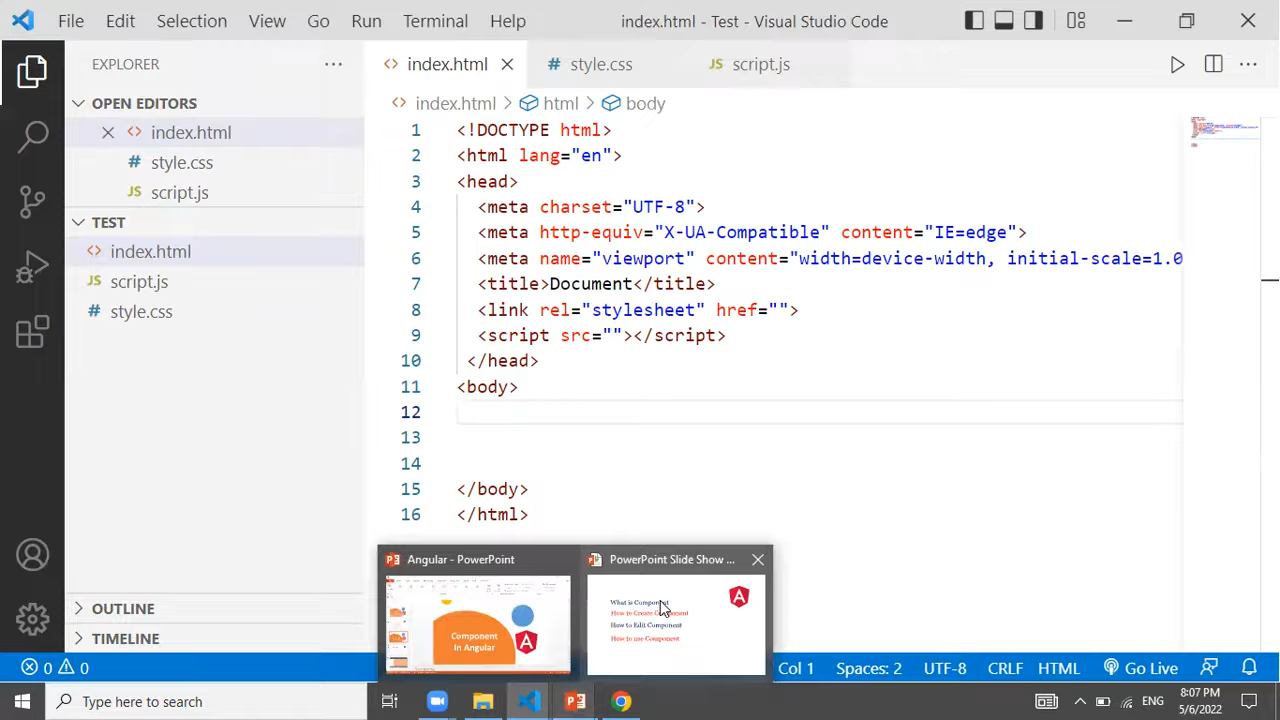 File Edit Selection View Go Run Terminal Help index.html - Test - Visual Studio Code
EXPLORER ...
index.html style.css JS script.js ...
OPEN EDITORS
index.html > html > body
index.html
# style.css
JS script.js
TEST
index.html
JS script.js
# style.css
1 <!DOCTYPE html>
2 <html lang="en">
3 <head>
4 <meta charset="UTF-8">
5 <meta http-equiv="X-UA-Compatible" content="IE=edge">
6 <meta name="viewport" content="width=device-width, initial-scale=1.0
7 <title>Document</title>
8 <link rel="stylesheet" href="">
9 <script src=""></script>
10 </head>
11 <body>
12
13
14
15 </body>
16 </html>
Angular - PowerPoint
Component
in Angular
A
PowerPoint Slide Show ...
A
What is Component
How to Create Component
How to Edit Component
How to use Component
OUTLINE
TIMELINE
0 0 Col 1 Spaces: 2 UTF-8 CRLF HTML Go Live
Type here to search
ENG
8:07 PM
5/6/2022